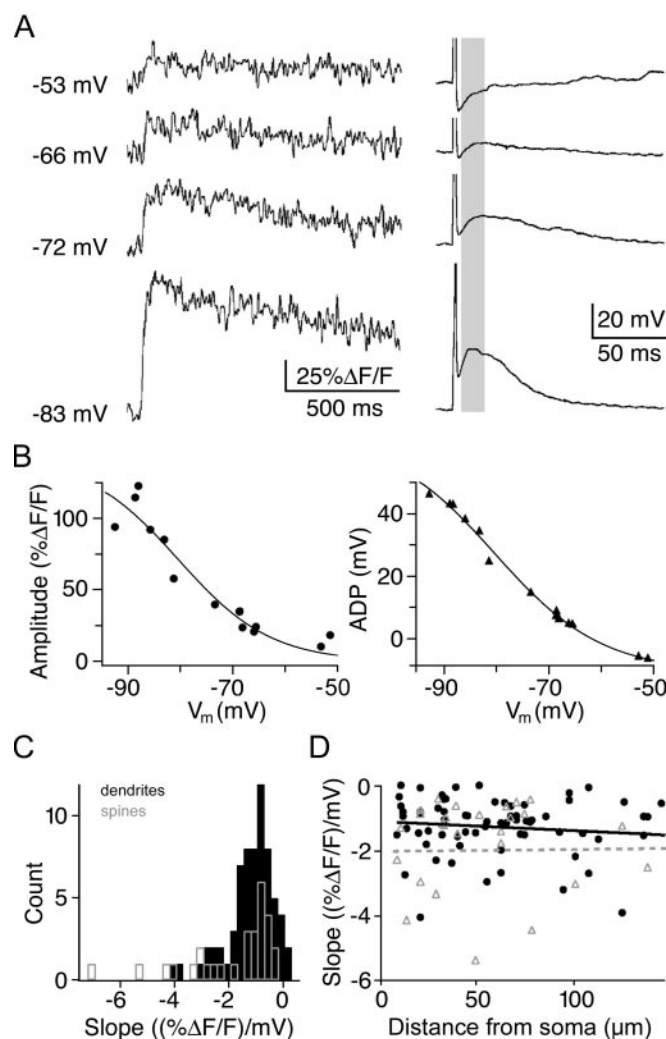 A
-53 mV
-66 mV
-72 mV
-83 mV
25%ΔF/F
500 ms
20 mV
50 ms
B
Amplitude (%ΔF/F)
100
50
0
-90
-70
-50
Vm(mV)
ADP (mV)
40
20
0
-90
-70
-50
Vm(mV)
C
dendrites
spines
Count
10
5
0
-6
-4
-2
0
Slope ((%ΔF/F)/mV)
D
Slope ((%ΔF/F)/mV)
0
-2
-4
-6
0
50
100
Distance from soma (µm)